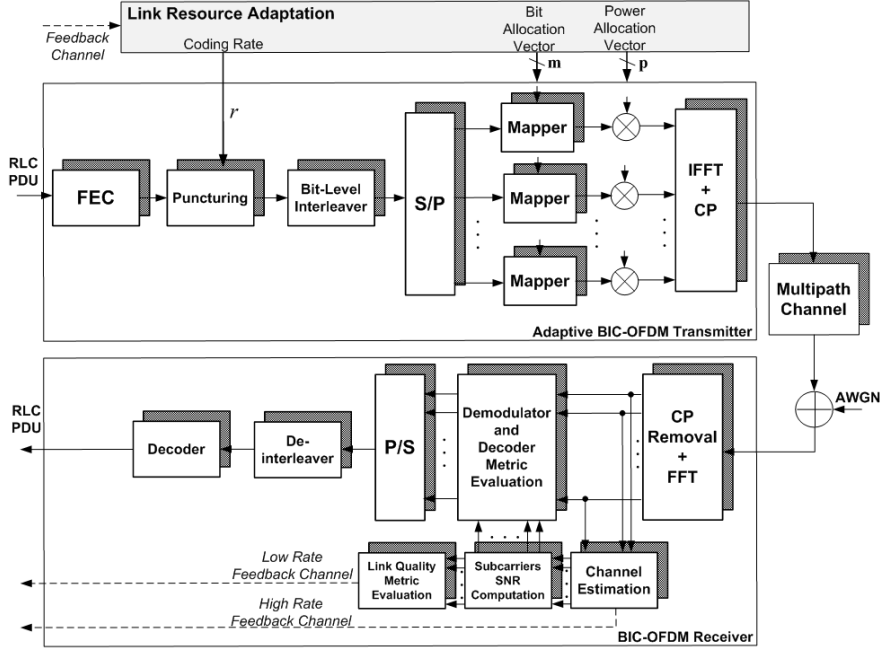 Link Resource Adaptation
Feedback
Channel
Coding Rate
Bit
Allocation
Vector
Power
Allocation
Vector
m
p
r
RLC
PDU
FEC
Puncturing
Bit-Level
Interleaver
S/P
Mapper
Mapper
Mapper
IFFT
+
CP
Adaptive BIC-OFDM Transmitter
Multipath
Channel
AWGN
RLC
PDU
Decoder
De-
interleaver
P/S
Demodulator
and
Decoder
Metric
Evaluation
CP
Removal
+
FFT
Low Rate
Feedback Channel
High Rate
Feedback Channel
Link Quality
Metric
Evaluation
Subcarriers
SNR
Computation
Channel
Estimation
BIC-OFDM Receiver